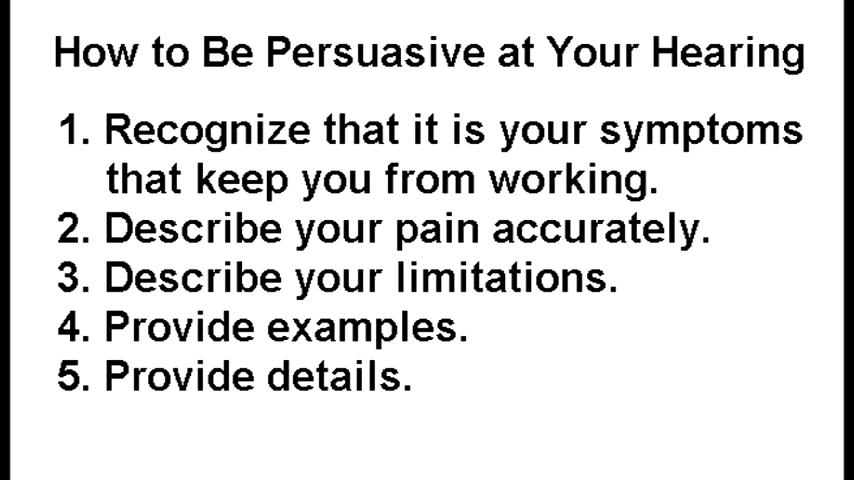 How to Be Persuasive at Your Hearing
1. Recognize that it is your symptoms
that keep you from working.
2. Describe your pain accurately.
3. Describe your limitations.
4. Provide examples.
5. Provide details.